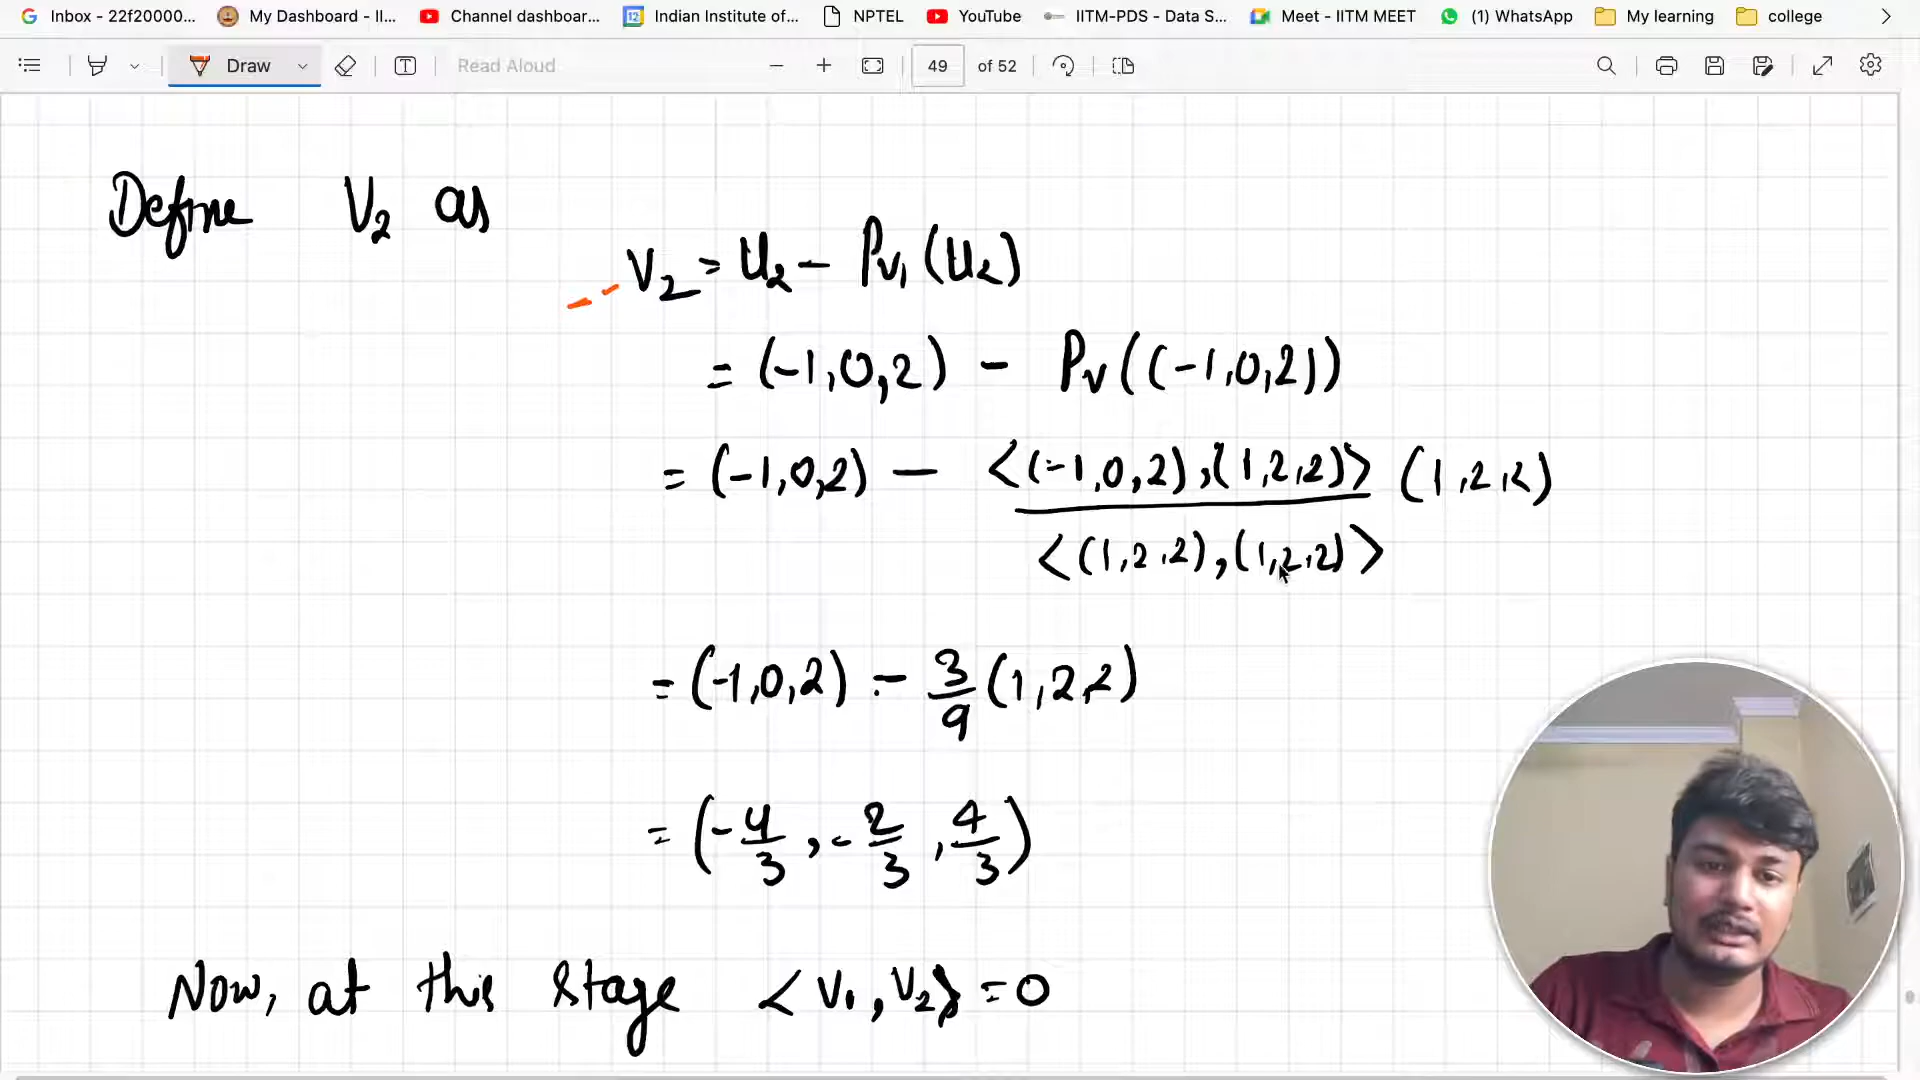 Inbox - 22f20000... My Dashboard - II... Channel dashboar... Indian Institute of... NPTEL YouTube IITM-PDS - Data S... Meet - IITM MEET (1) WhatsApp My learning college
Draw Read Aloud 49 of 52
Define V₂ as
V₂ = U₂ - P_V₁(U₂)
= (-1,0,2) - P_V((-1,0,2))
= (-1,0,2) - <(-1,0,2),(1,2,2)> (1,2,2)
<(1,2,2),(1,2,2)>
= (-1,0,2) - 3/9 (1,2,2)
= (-4/3, -2/3, 4/3)
Now, at this stage <V₁,V₂> = 0